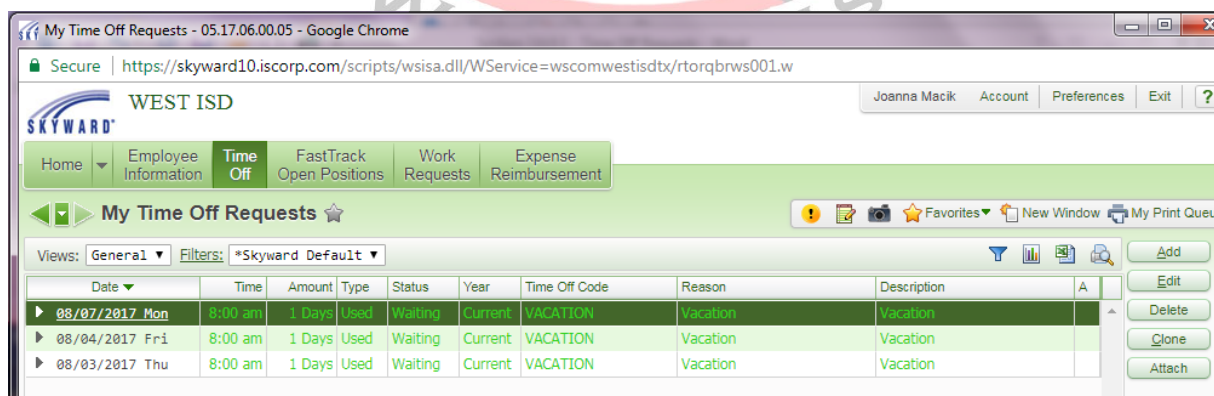 My Time Off Requests - 05.17.06.00.05 - Google Chrome
Secure | https://skyward10.iscorp.com/scripts/wsisa.dll/WService=wscomwestisdtx/rtorqbrws001.w
SKYWARD WEST ISD Joanna Macik Account Preferences Exit ?
Home Employee Information Time Off FastTrack Open Positions Work Requests Expense Reimbursement
My Time Off Requests Favorites New Window My Print Queu
Views: General Filters: *Skyward Default Add
Date Time Amount Type Status Year Time Off Code Reason Description A Edit
08/07/2017 Mon 8:00 am 1 Days Used Waiting Current VACATION Vacation Vacation Delete
08/04/2017 Fri 8:00 am 1 Days Used Waiting Current VACATION Vacation Vacation Clone
08/03/2017 Thu 8:00 am 1 Days Used Waiting Current VACATION Vacation Vacation Attach